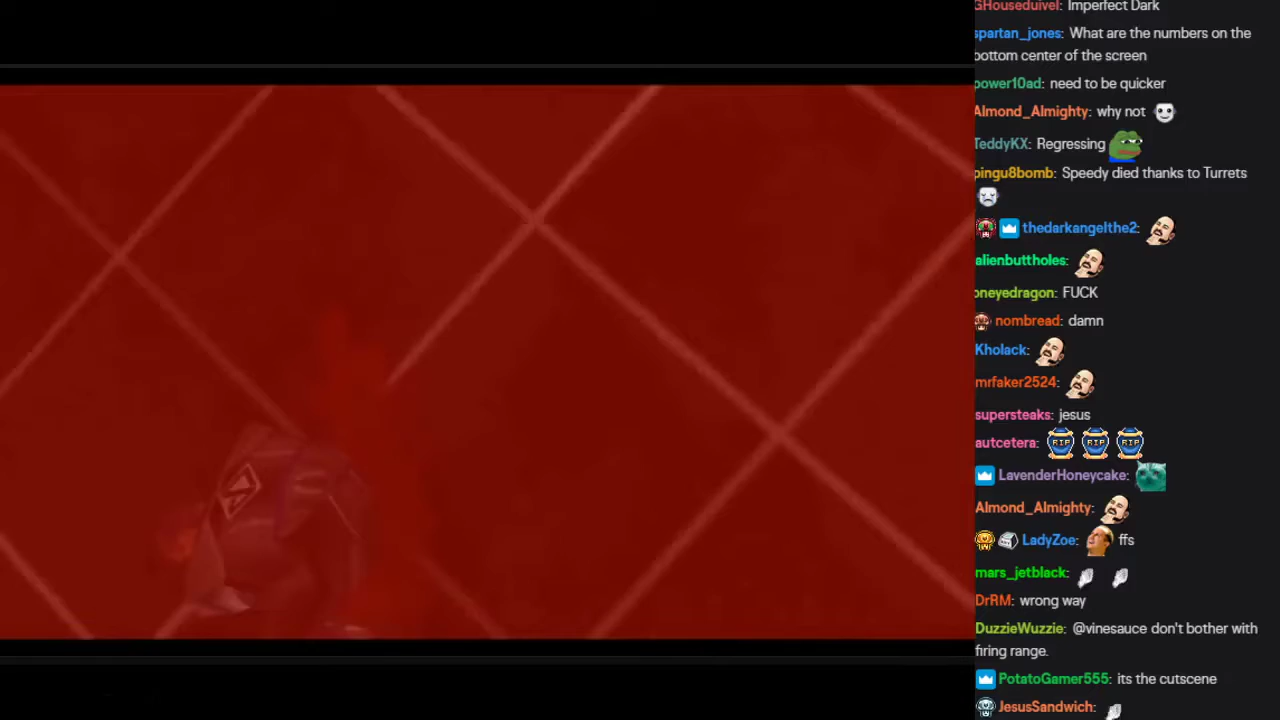 GHouseduivel: Imperfect Dark
spartan_jones: What are the numbers on the
bottom center of the screen
power10ad: need to be quicker
Almond_Almighty: why not
TeddyKX: Regressing
pingu8bomb: Speedy died thanks to Turrets
thedarkangelthe2:
alienbuttholes:
oneyedragon: FUCK
nombread: damn
Kholack:
mrfaker2524:
supersteaks: jesus
autcetera: RIP RIP RIP
LavenderHoneycake:
Almond_Almighty:
LadyZoe: ffs
mars_jetblack:
DrRM: wrong way
DuzzieWuzzie: @vinesauce don't bother with
firing range.
PotatoGamer555: its the cutscene
JesusSandwich: